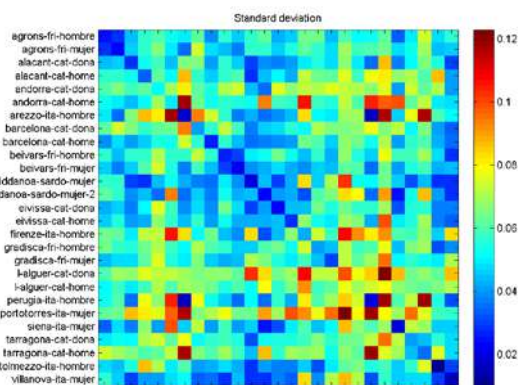 Standard deviation
agrons-fri-hombre
agrons-fri-mujer
alacant-cat-dona
alacant-cat-home
andorra-cat-dona
andorra-cat-home
arezzo-ita-hombre
barcelona-cat-dona
barcelona-cat-home
beivars-fri-hombre
beivars-fri-mujer
iddanoa-sardo-mujer
danoa-sardo-mujer-2
eivissa-cat-dona
eivissa-cat-home
firenze-ita-hombre
gradisca-fri-hombre
gradisca-fri-mujer
l-alguer-cat-dona
l-alguer-cat-home
perugia-ita-hombre
portotorres-ita-mujer
siena-ita-mujer
tarragona-cat-dona
tarragona-cat-home
tolmezzo-ita-hombre
villanova-ita-mujer
0.12
0.1
0.08
0.06
0.04
0.02